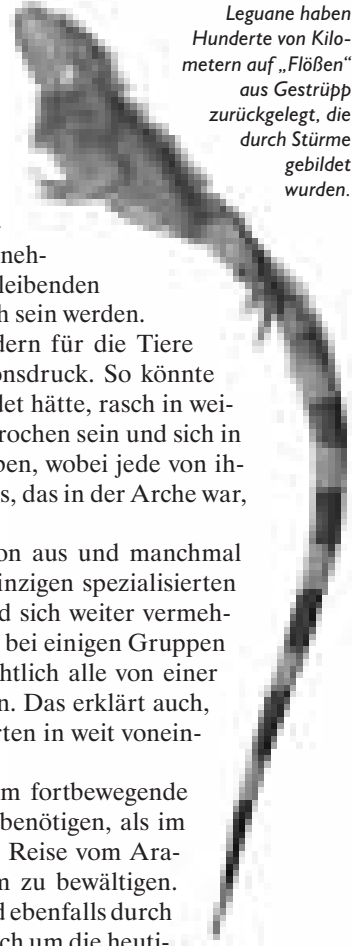 Leguane haben
Hunderte von Kilo-
metern auf „Flößen“
aus Gestrüpp
zurückgelegt, die
durch Stürme
gebildet
wurden.
neh-
leibenden
h sein werden.
dern für die Tiere
onsdruck. So könnte
det hätte, rasch in wei-
rochen sein und sich in
ben, wobei jede von ih-
s, das in der Arche war,
on aus und manchmal
inzigen spezialisierten
d sich weiter vermeh-
bei einigen Gruppen
htlich alle von einer
n. Das erklärt auch,
rten in weit vonein-
m fortbewegende
benötigen, als im
Reise vom Ara-
n zu bewältigen.
d ebenfalls durch
ch um die heuti-